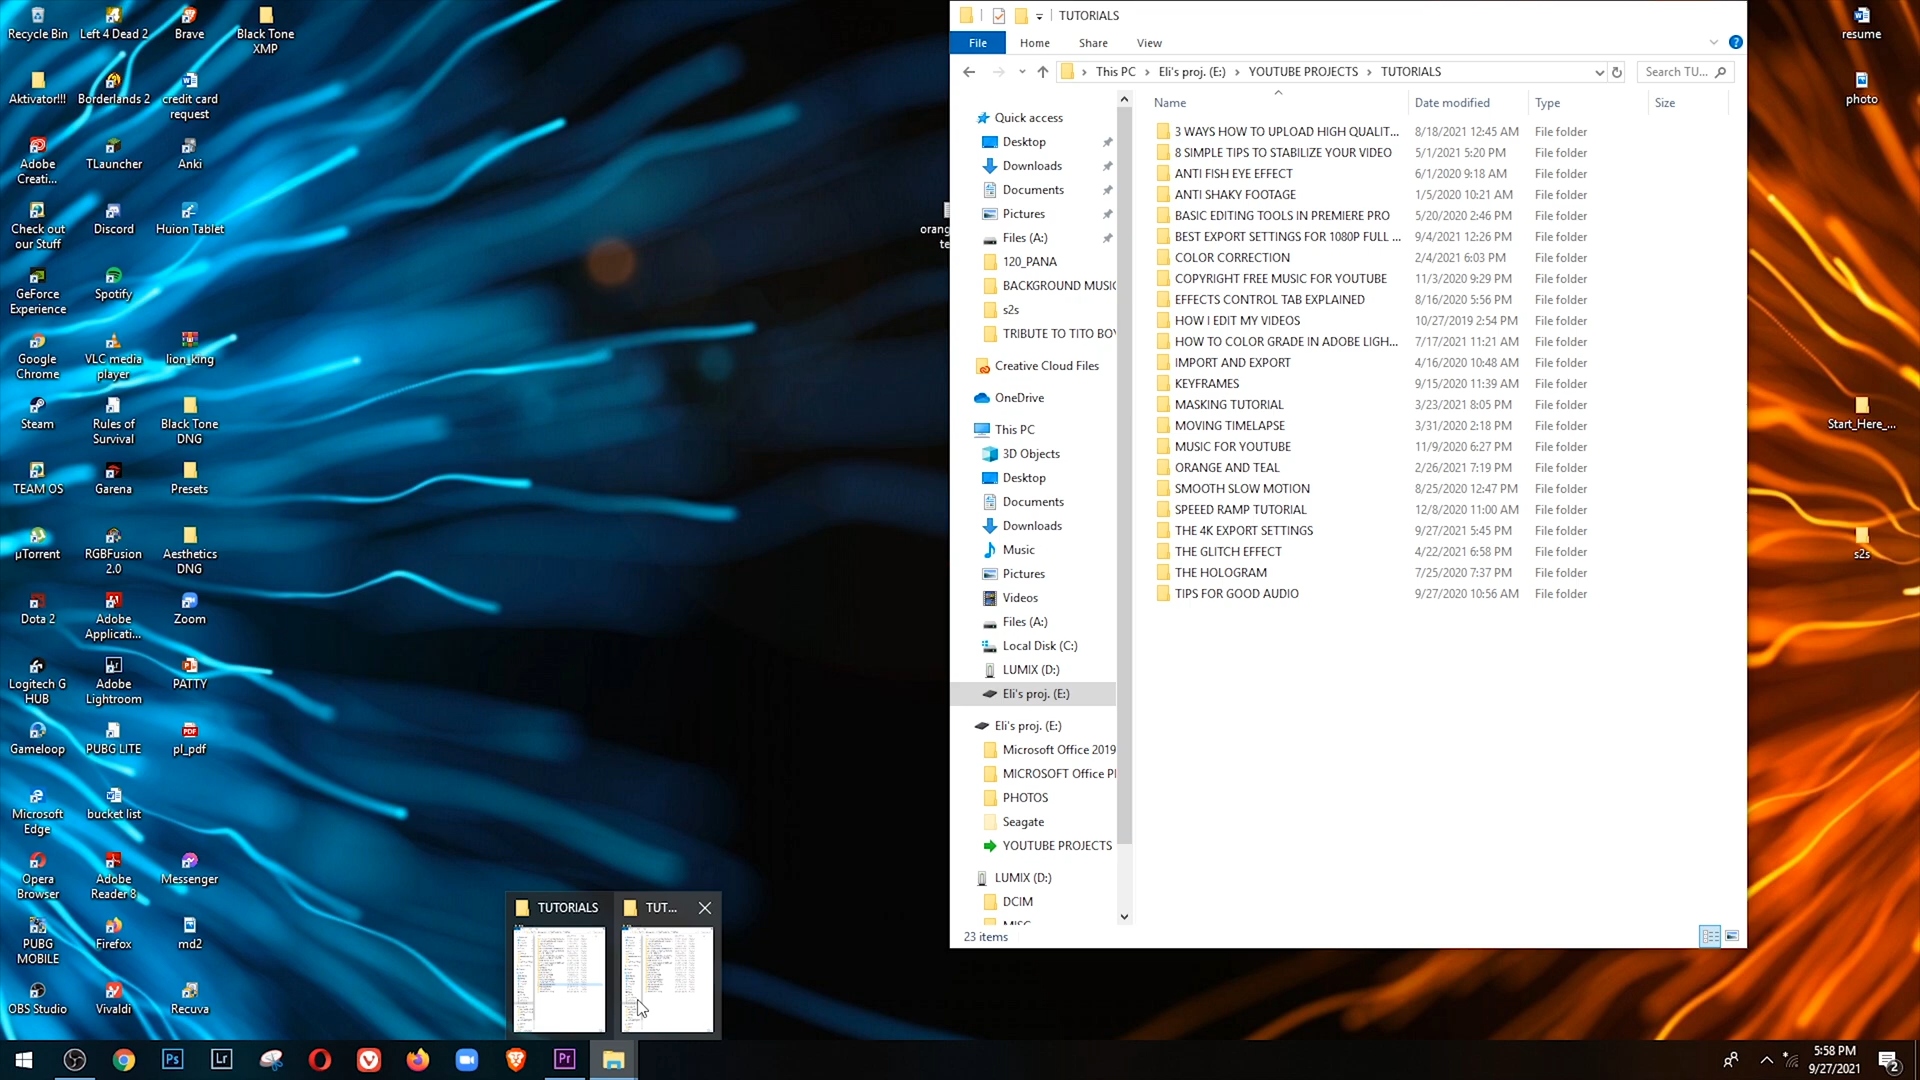 Recycle Bin
Left 4 Dead 2
Brave
Black Tone
XMP
Aktivator!!!
Borderlands 2
credit card
request
Adobe
Creati...
TLauncher
Anki
Check out
our Stuff
Discord
Huion Tablet
GeForce
Experience
Spotify
Google
Chrome
VLC media
player
lion_king
Steam
Rules of
Survival
Black Tone
DNG
TEAM OS
Garena
Presets
µTorrent
RGBFusion
2.0
Aesthetics
DNG
Dota 2
Adobe
Applicati...
Zoom
Logitech G
HUB
Adobe
Lightroom
PATTY
Gameloop
PUBG LITE
pl_pdf
Microsoft
Edge
bucket list
Opera
Browser
Adobe
Reader 8
Messenger
PUBG
MOBILE
Firefox
md2
OBS Studio
Vivaldi
Recuva
orang
te
TUTORIALS
File
Home
Share
View
This PC
Eli's proj. (E:)
YOUTUBE PROJECTS
TUTORIALS
Search TU...
Quick access
Desktop
Downloads
Documents
Pictures
Files (A:)
120_PANA
BACKGROUND MUSIC
s2s
TRIBUTE TO TITO BOY
Creative Cloud Files
OneDrive
This PC
3D Objects
Desktop
Documents
Downloads
Music
Pictures
Videos
Files (A:)
Local Disk (C:)
LUMIX (D:)
Eli's proj. (E:)
Eli's proj. (E:)
Microsoft Office 2019
MICROSOFT Office Pl
PHOTOS
Seagate
YOUTUBE PROJECTS
LUMIX (D:)
DCIM
MISC
Name Date modified Type Size
3 WAYS HOW TO UPLOAD HIGH QUALIT... 8/18/2021 12:45 AM File folder
8 SIMPLE TIPS TO STABILIZE YOUR VIDEO 5/1/2021 5:20 PM File folder
ANTI FISH EYE EFFECT 6/1/2020 9:18 AM File folder
ANTI SHAKY FOOTAGE 1/5/2020 10:21 AM File folder
BASIC EDITING TOOLS IN PREMIERE PRO 5/20/2020 2:46 PM File folder
BEST EXPORT SETTINGS FOR 1080P FULL ... 9/4/2021 12:26 PM File folder
COLOR CORRECTION 2/4/2021 6:03 PM File folder
COPYRIGHT FREE MUSIC FOR YOUTUBE 11/3/2020 9:29 PM File folder
EFFECTS CONTROL TAB EXPLAINED 8/16/2020 5:56 PM File folder
HOW I EDIT MY VIDEOS 10/27/2019 2:54 PM File folder
HOW TO COLOR GRADE IN ADOBE LIGH... 7/17/2021 11:21 AM File folder
IMPORT AND EXPORT 4/16/2020 10:48 AM File folder
KEYFRAMES 9/15/2020 11:39 AM File folder
MASKING TUTORIAL 3/23/2021 8:05 PM File folder
MOVING TIMELAPSE 3/31/2020 2:18 PM File folder
MUSIC FOR YOUTUBE 11/9/2020 6:27 PM File folder
ORANGE AND TEAL 2/26/2021 7:19 PM File folder
SMOOTH SLOW MOTION 8/25/2020 12:47 PM File folder
SPEEED RAMP TUTORIAL 12/8/2020 11:00 AM File folder
THE 4K EXPORT SETTINGS 9/27/2021 5:45 PM File folder
THE GLITCH EFFECT 4/22/2021 6:58 PM File folder
THE HOLOGRAM 7/25/2020 7:37 PM File folder
TIPS FOR GOOD AUDIO 9/27/2020 10:56 AM File folder
23 items
resume
photo
Start_Here_...
s2s
TUTORIALS
TUT...
Ps
Lr
Pr
5:58 PM
9/27/2021
2